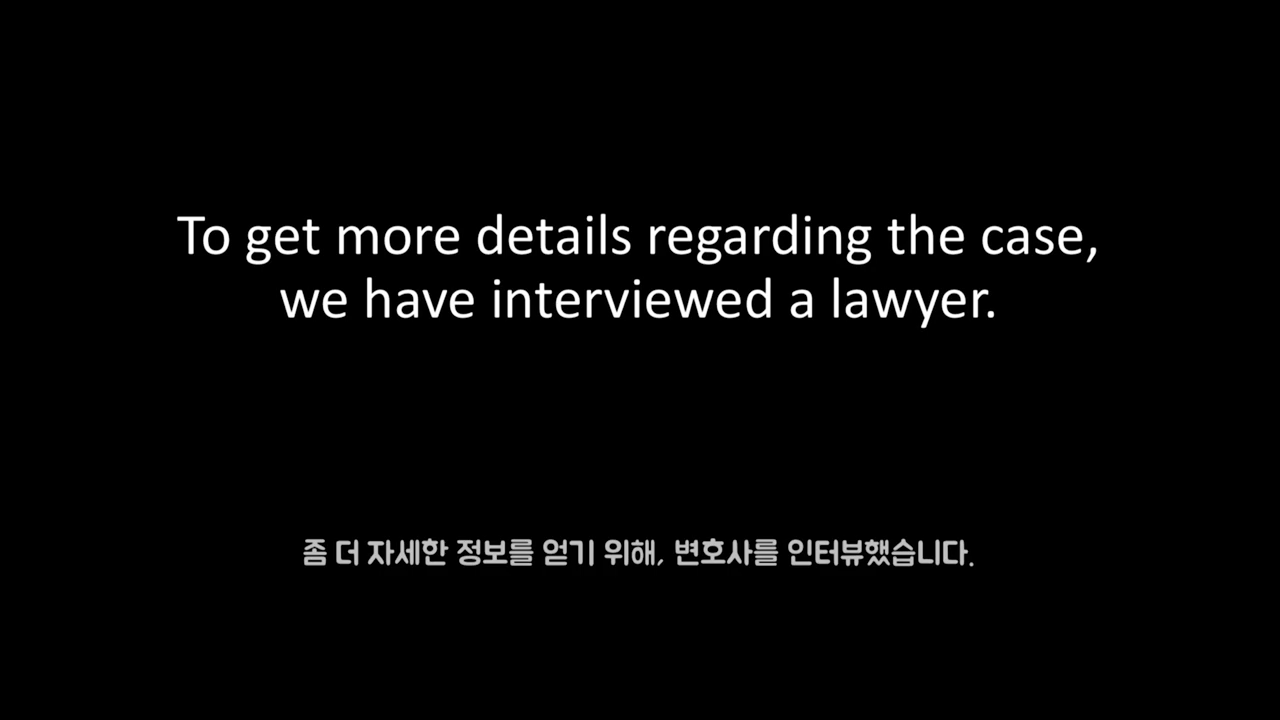 To get more details regarding the case,
we have interviewed a lawyer.
좀 더 자세한 정보를 얻기 위해, 변호사를 인터뷰했습니다.